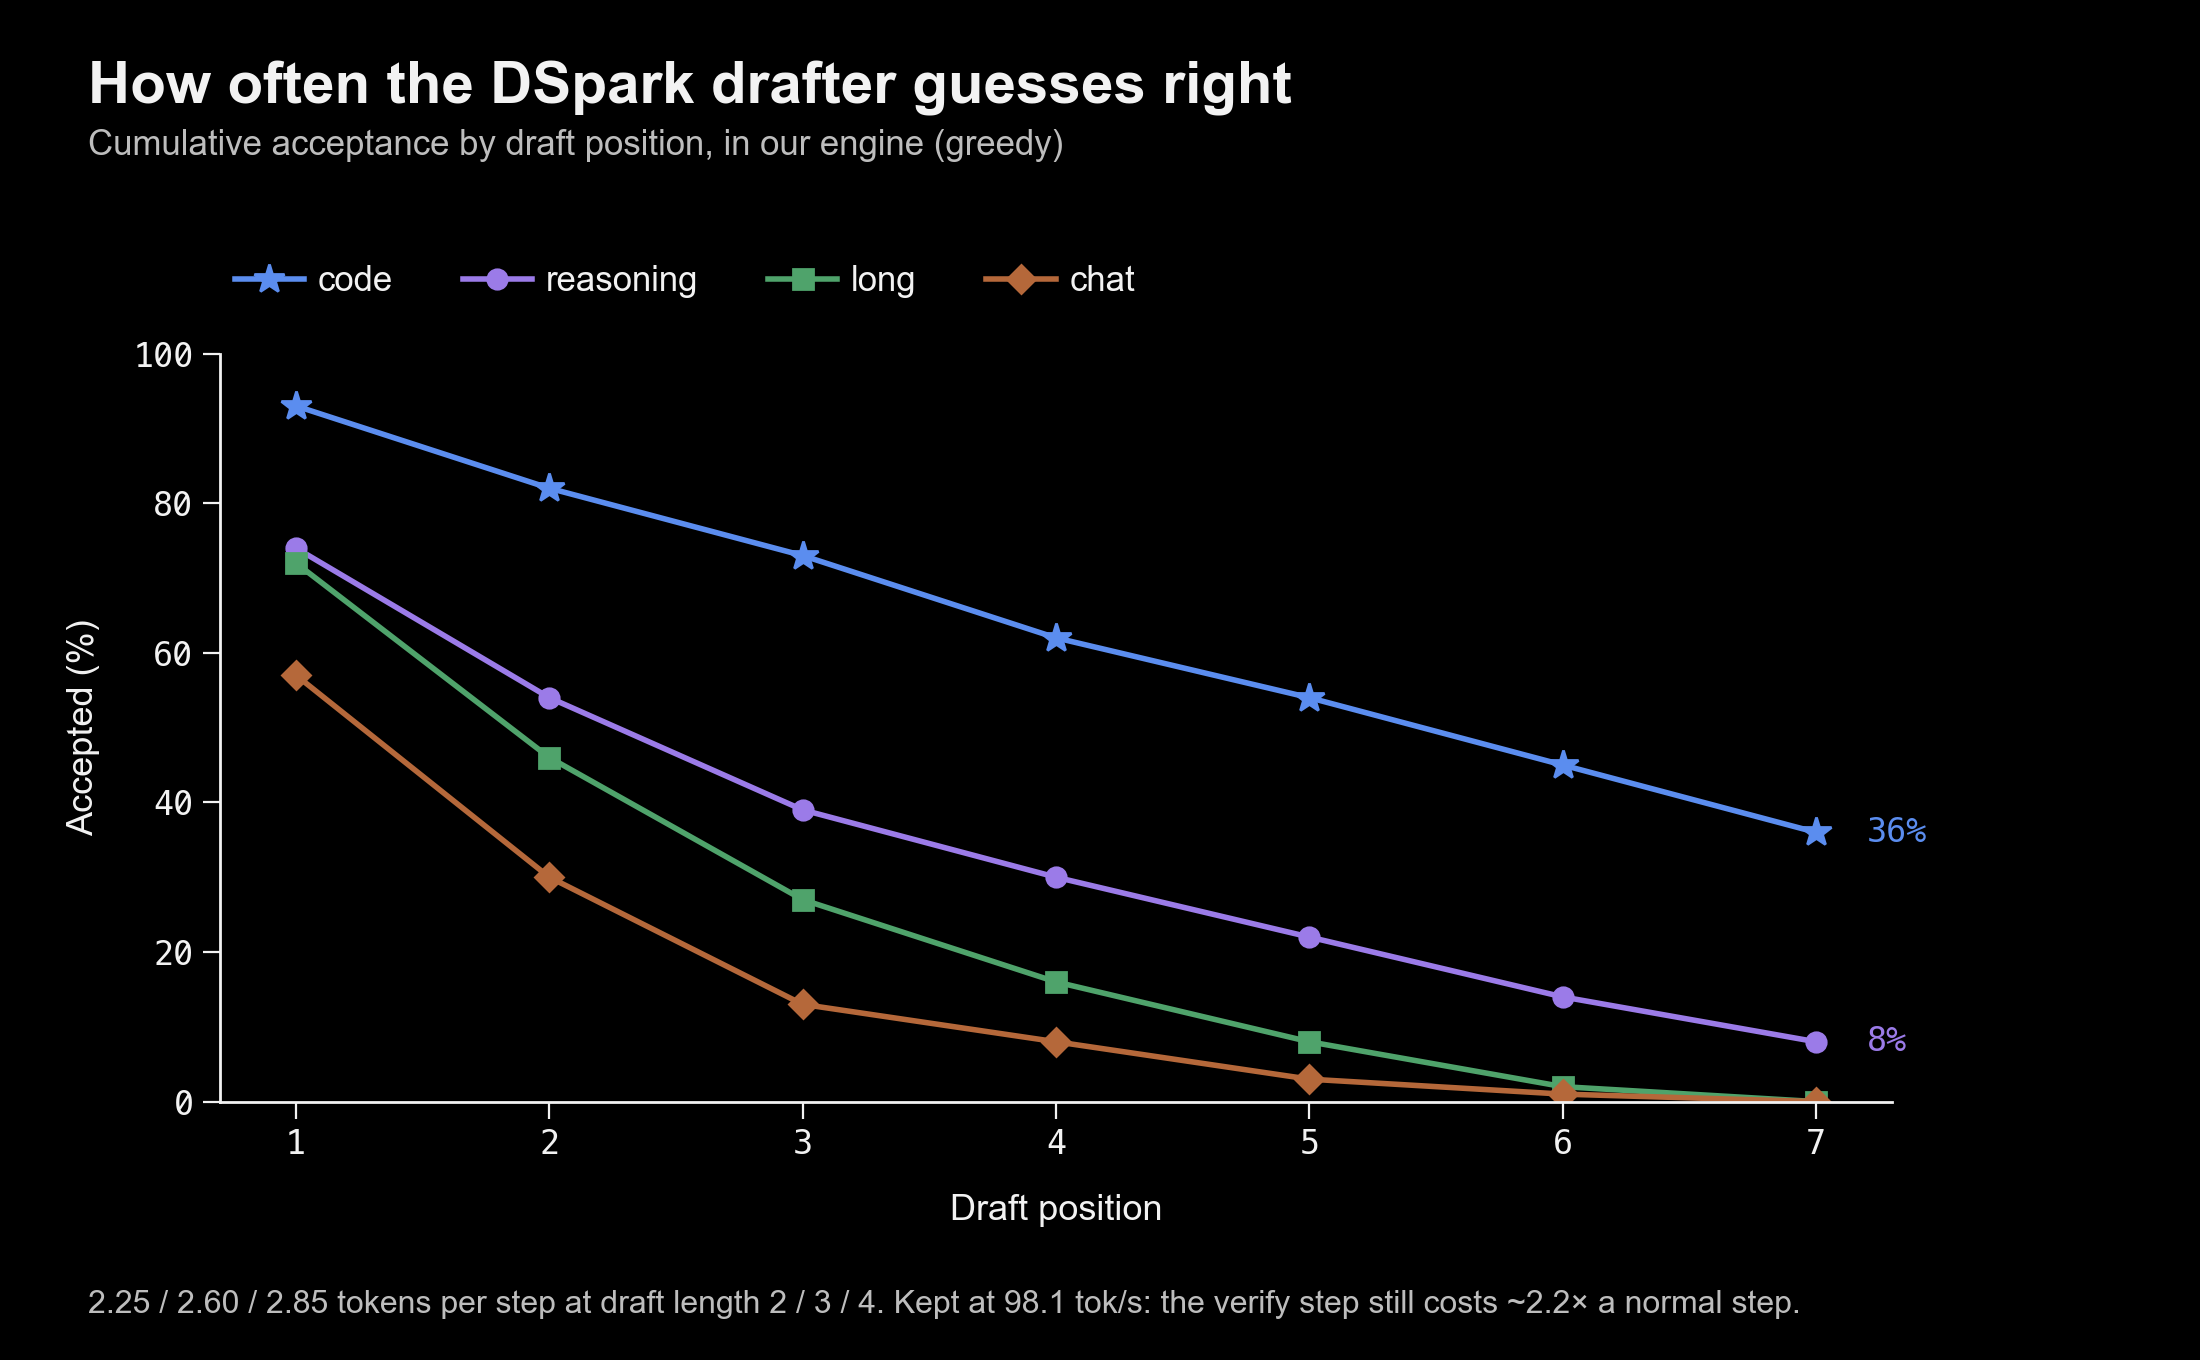 How often the DSpark drafter guesses right
Cumulative acceptance by draft position, in our engine (greedy)
code reasoning long chat
100
80
60
40
20
0
Accepted (%)
36%
8%
1 2 3 4 5 6 7
Draft position
2.25 / 2.60 / 2.85 tokens per step at draft length 2 / 3 / 4. Kept at 98.1 tok/s: the verify step still costs ~2.2× a normal step.